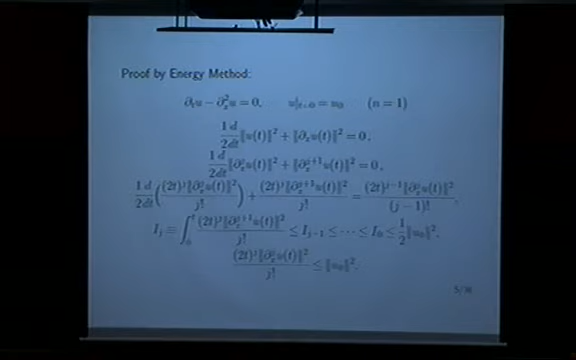 Proof by Energy Method:
∂ₜu − ∂ₓ²u = 0, u|ₜ₌₀ = u₀ (n = 1)
1/2 d/dt ‖u(t)‖² + ‖∂ₓu(t)‖² = 0,
1/2 d/dt ‖∂ₓʲu(t)‖² + ‖∂ₓʲ⁺¹u(t)‖² = 0,
1/2 d/dt ( (2t)ʲ‖∂ₓʲu(t)‖² / j! ) + (2t)ʲ‖∂ₓʲ⁺¹u(t)‖² / j! = (2t)ʲ⁻¹‖∂ₓʲu(t)‖² / (j−1)!,
Iⱼ ≡ ∫₀ᵗ (2t)ʲ‖∂ₓʲ⁺¹u(t)‖² / j! ≤ Iⱼ₋₁ ≤ ⋯ ≤ I₀ ≤ 1/2 ‖u₀‖²,
(2t)ʲ‖∂ₓʲu(t)‖² / j! ≤ ‖u₀‖².